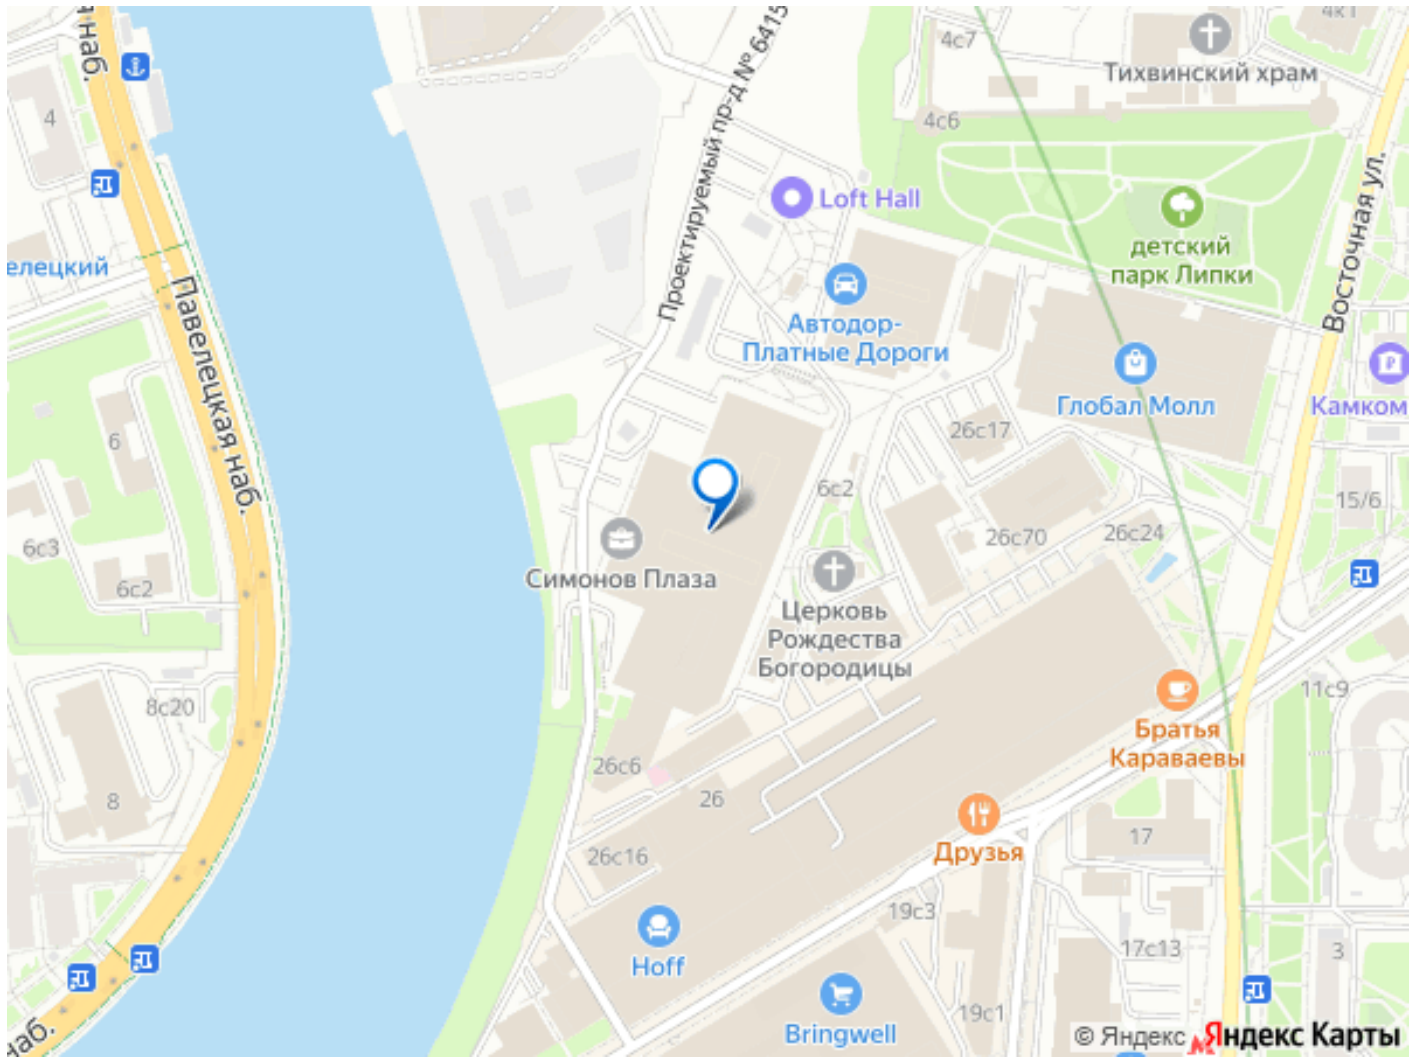 наб.
4
елецкий
Павелецкая наб.
6
6с3
6с2
8с20
8
наб.
Проектируемый пр-д № 6415
4с7
4к1
Тихвинский храм
4с6
Loft Hall
детский
парк Липки
Восточная ул.
Автодор-
Платные Дороги
Глобал Молл
Камком
26с17
6с2
15/6
26с70
26с24
Симонов Плаза
Церковь
Рождества
Богородицы
11с9
Братья
Караваевы
26с6
26
Друзья
17
26с16
19с3
17с13
3
Hoff
19с1
Bringwell
© Яндекс
Яндекс Карты